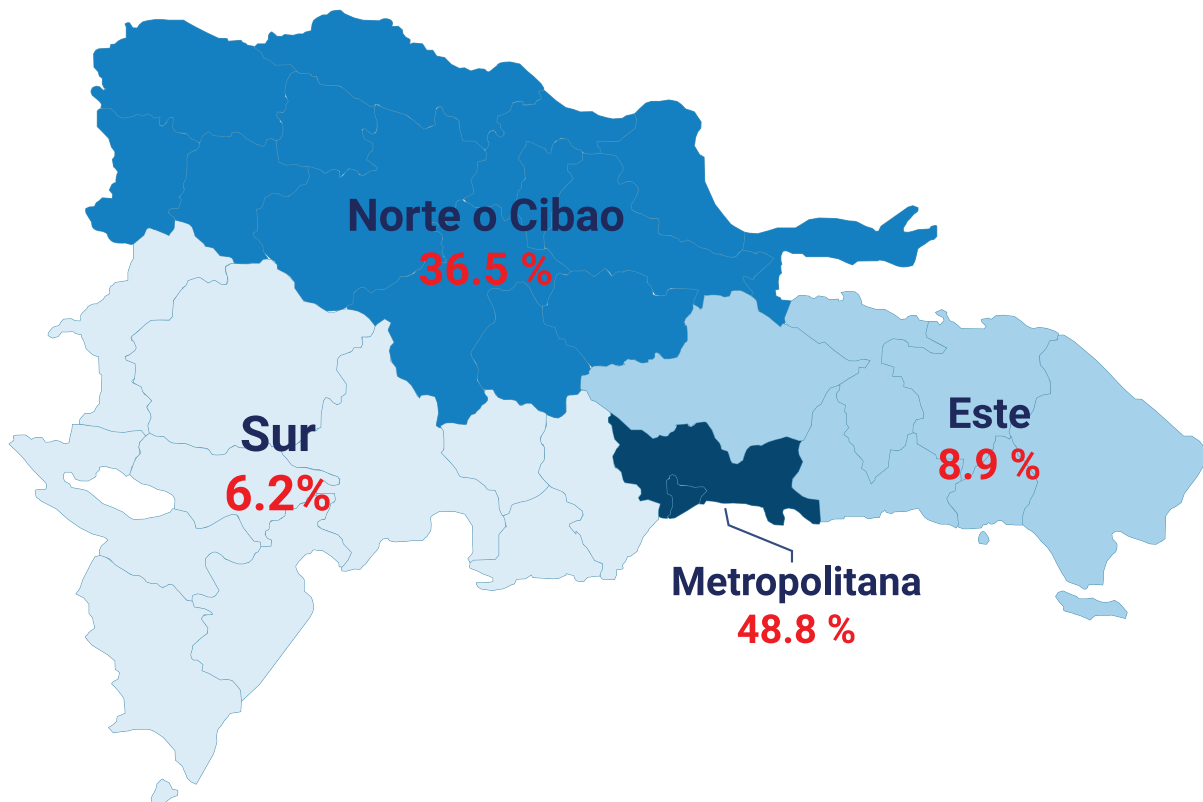 Norte o Cibao
36.5 %
Sur
6.2%
Este
8.9 %
Metropolitana
48.8 %